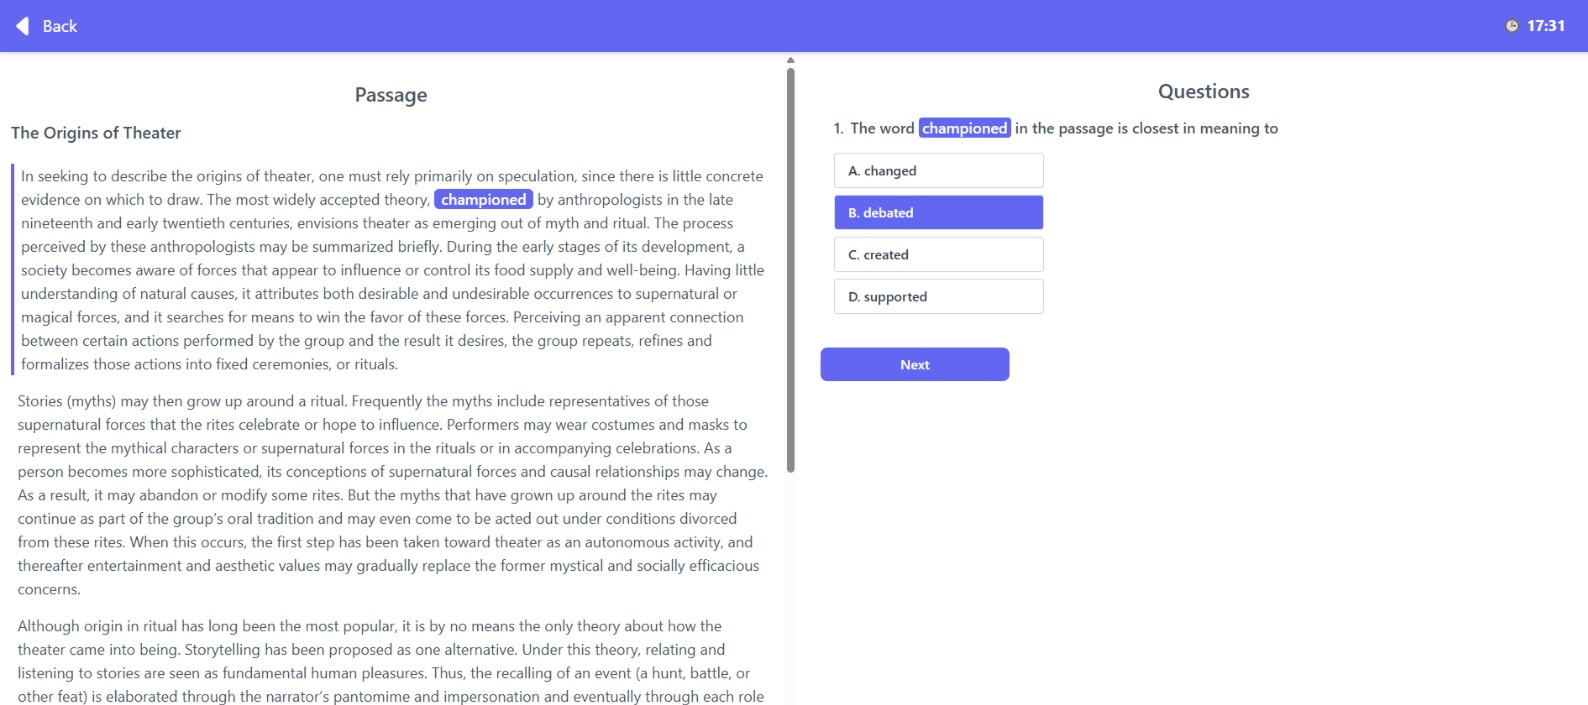 Back
17:31
Passage
The Origins of Theater
In seeking to describe the origins of theater, one must rely primarily on speculation, since there is little concrete
evidence on which to draw. The most widely accepted theory, championed by anthropologists in the late
nineteenth and early twentieth centuries, envisions theater as emerging out of myth and ritual. The process
perceived by these anthropologists may be summarized briefly. During the early stages of its development, a
society becomes aware of forces that appear to influence or control its food supply and well-being. Having little
understanding of natural causes, it attributes both desirable and undesirable occurrences to supernatural or
magical forces, and it searches for means to win the favor of these forces. Perceiving an apparent connection
between certain actions performed by the group and the result it desires, the group repeats, refines and
formalizes those actions into fixed ceremonies, or rituals.
Stories (myths) may then grow up around a ritual. Frequently the myths include representatives of those
supernatural forces that the rites celebrate or hope to influence. Performers may wear costumes and masks to
represent the mythical characters or supernatural forces in the rituals or in accompanying celebrations. As a
person becomes more sophisticated, its conceptions of supernatural forces and causal relationships may change.
As a result, it may abandon or modify some rites. But the myths that have grown up around the rites may
continue as part of the group’s oral tradition and may even come to be acted out under conditions divorced
from these rites. When this occurs, the first step has been taken toward theater as an autonomous activity, and
thereafter entertainment and aesthetic values may gradually replace the former mystical and socially efficacious
concerns.
Although origin in ritual has long been the most popular, it is by no means the only theory about how the
theater came into being. Storytelling has been proposed as one alternative. Under this theory, relating and
listening to stories are seen as fundamental human pleasures. Thus, the recalling of an event (a hunt, battle, or
other feat) is elaborated through the narrator’s pantomime and impersonation and eventually through each role
Questions
1. The word championed in the passage is closest in meaning to
A. changed
B. debated
C. created
D. supported
Next